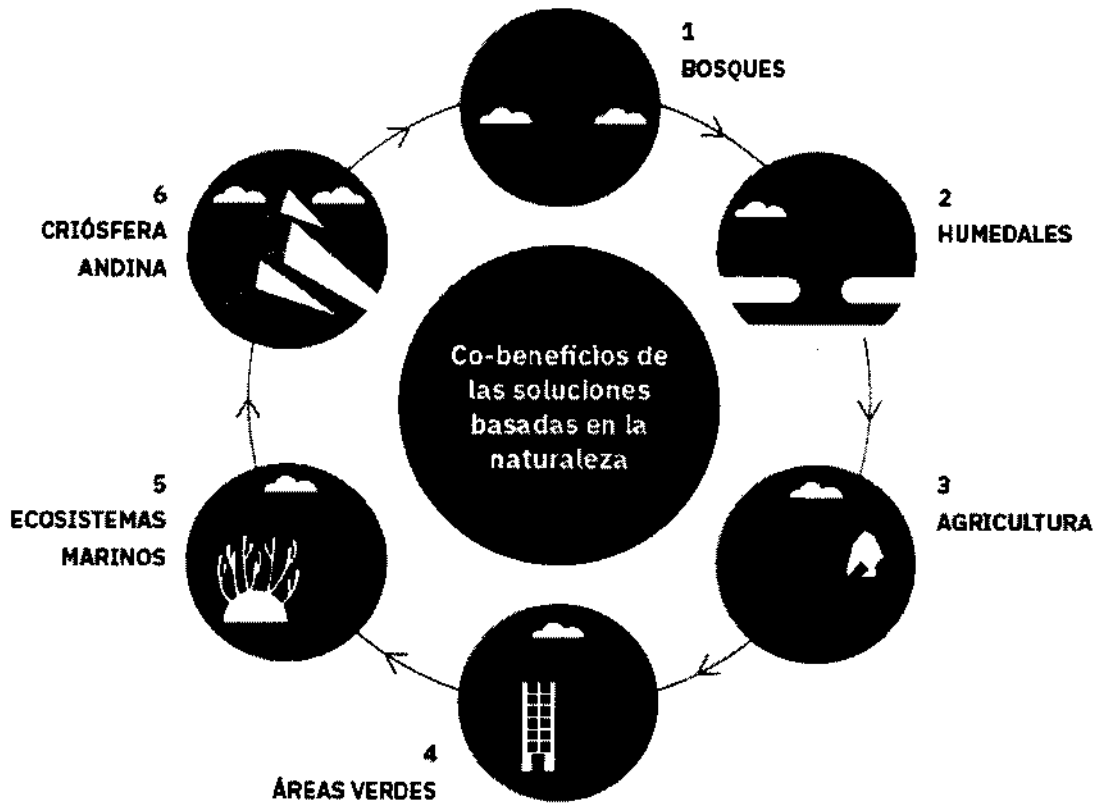 1
BOSQUES
2
HUMEDALES
3
AGRICULTURA
4
ÁREAS VERDES
5
ECOSISTEMAS
MARINOS
6
CRIÓSFERA
ANDINA
Co-beneficios de
las soluciones
basadas en la
naturaleza